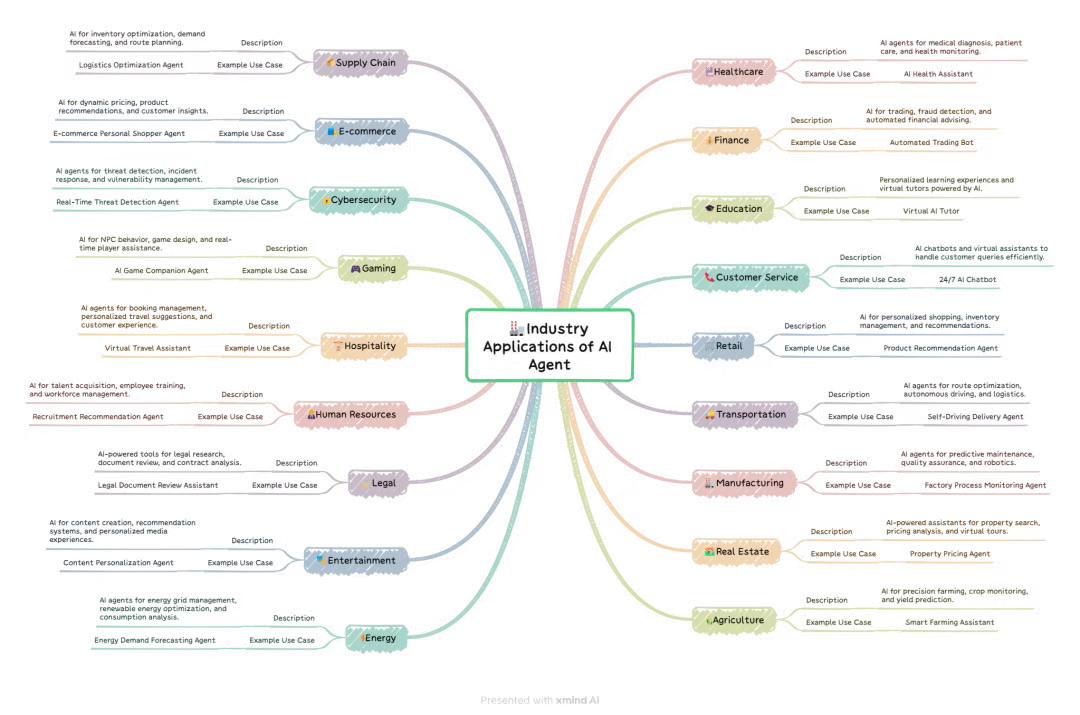 Industry
Applications of AI
Agent
Healthcare
Description
AI agents for medical diagnosis, patient
care, and health monitoring.
Example Use Case
AI Health Assistant
Finance
Description
AI for trading, fraud detection, and
automated financial advising.
Example Use Case
Automated Trading Bot
Education
Description
Personalized learning experiences and
virtual tutors powered by AI.
Example Use Case
Virtual AI Tutor
Customer Service
Description
AI chatbots and virtual assistants to
handle customer queries efficiently.
Example Use Case
24/7 AI Chatbot
Retail
Description
AI for personalized shopping, inventory
management, and recommendations.
Example Use Case
Product Recommendation Agent
Transportation
Description
AI agents for route optimization,
autonomous driving, and logistics.
Example Use Case
Self-Driving Delivery Agent
Manufacturing
Description
AI agents for predictive maintenance,
quality assurance, and robotics.
Example Use Case
Factory Process Monitoring Agent
Real Estate
Description
AI-powered assistants for property search,
pricing analysis, and virtual tours.
Example Use Case
Property Pricing Agent
Agriculture
Description
AI for precision farming, crop monitoring,
and yield prediction.
Example Use Case
Smart Farming Assistant
Supply Chain
Description
AI for inventory optimization, demand
forecasting, and route planning.
Example Use Case
Logistics Optimization Agent
E-commerce
Description
AI for dynamic pricing, product
recommendations, and customer insights.
Example Use Case
E-commerce Personal Shopper Agent
Cybersecurity
Description
AI agents for threat detection, incident
response, and vulnerability management.
Example Use Case
Real-Time Threat Detection Agent
Gaming
Description
AI for NPC behavior, game design, and real-
time player assistance.
Example Use Case
AI Game Companion Agent
Hospitality
Description
AI agents for booking management,
personalized travel suggestions, and
customer experience.
Example Use Case
Virtual Travel Assistant
Human Resources
Description
AI for talent acquisition, employee training,
and workforce management.
Example Use Case
Recruitment Recommendation Agent
Legal
Description
AI-powered tools for legal research,
document review, and contract analysis.
Example Use Case
Legal Document Review Assistant
Entertainment
Description
AI for content creation, recommendation
systems, and personalized media
experiences.
Example Use Case
Content Personalization Agent
Energy
Description
AI agents for energy grid management,
renewable energy optimization, and
consumption analysis.
Example Use Case
Energy Demand Forecasting Agent
Presented with xmind AI